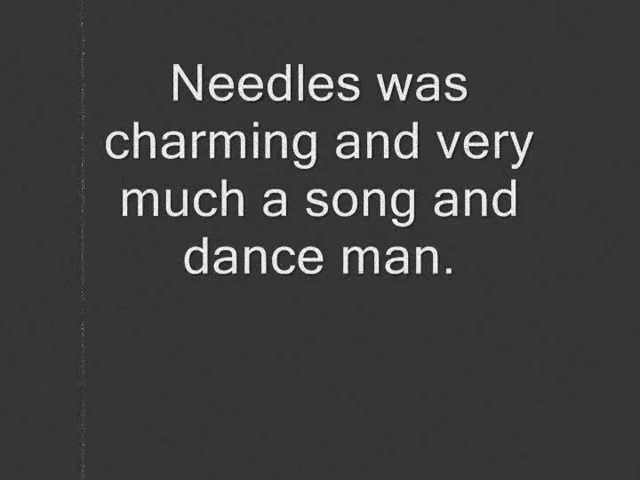 Needles was
charming and very
much a song and
dance man.